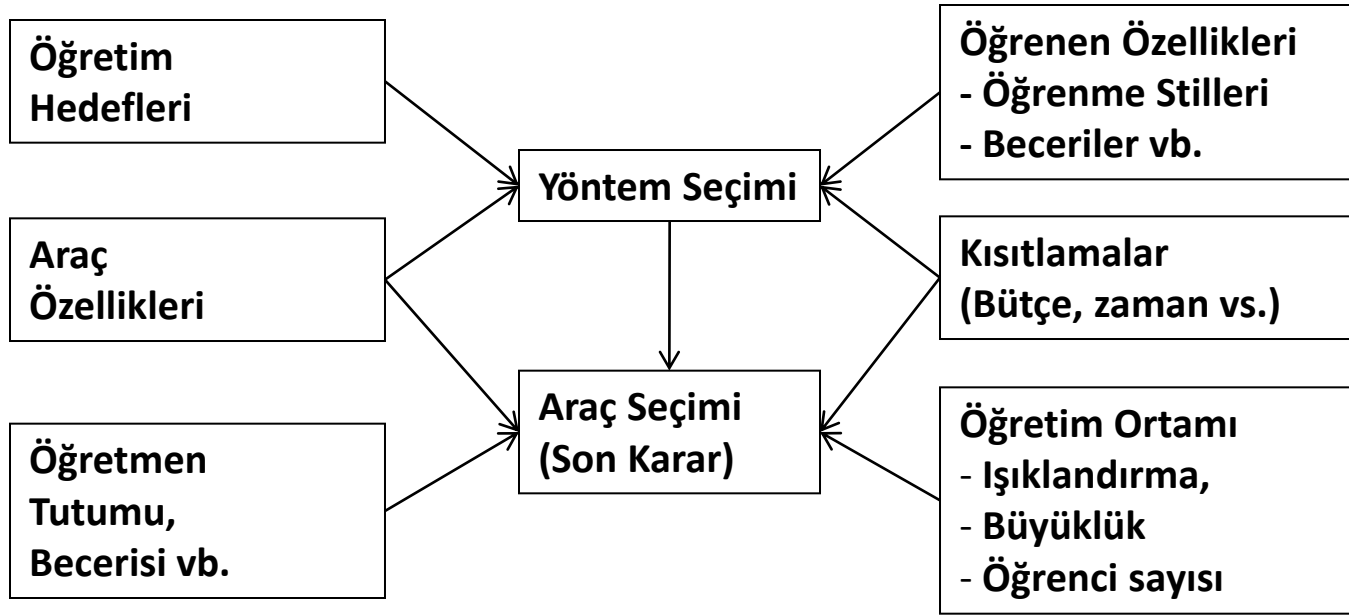 Öğretim
Hedefleri
Araç
Özellikleri
Öğretmen
Tutumu,
Becerisi vb.
Yöntem Seçimi
Araç Seçimi
(Son Karar)
Öğrenen Özellikleri
- Öğrenme Stilleri
- Beceriler vb.
Kısıtlamalar
(Bütçe, zaman vs.)
Öğretim Ortamı
- Işıklandırma,
- Büyüklük
- Öğrenci sayısı